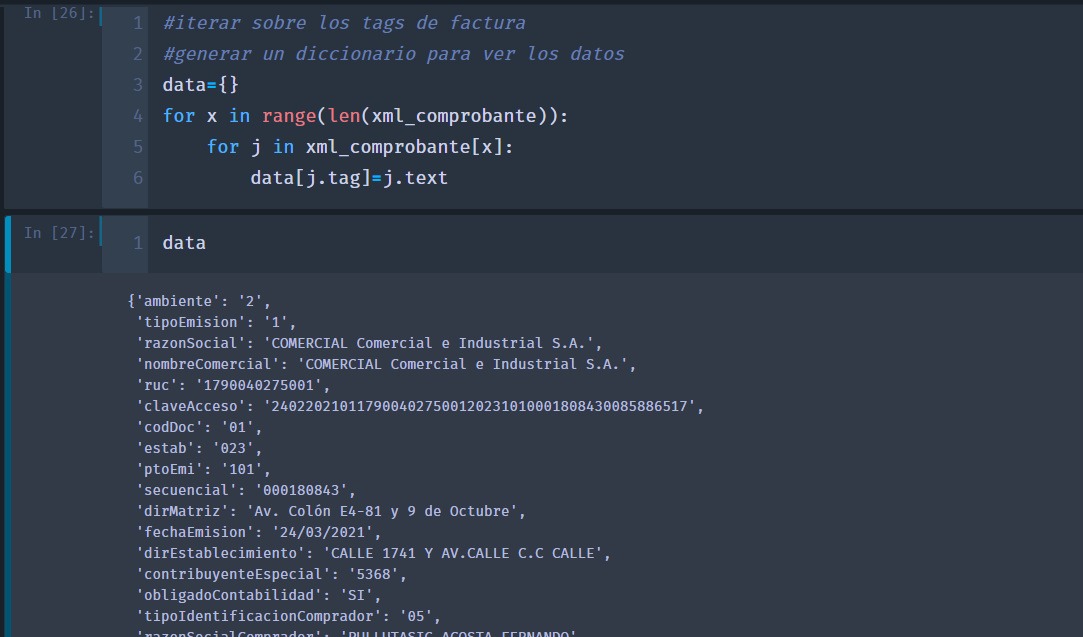 In [26]:
1 #iterar sobre los tags de factura
2 #generar un diccionario para ver los datos
3 data={}
4 for x in range(len(xml_comprobante)):
5     for j in xml_comprobante[x]:
6         data[j.tag]=j.text
In [27]:
1 data
{'ambiente': '2',
'tipoEmision': '1',
'razonSocial': 'COMERCIAL Comercial e Industrial S.A.',
'nombreComercial': 'COMERCIAL Comercial e Industrial S.A.',
'ruc': '1790040275001',
'claveAcceso': '2402202101179004027500120231010001808430085886517',
'codDoc': '01',
'estab': '023',
'ptoEmi': '101',
'secuencial': '000180843',
'dirMatriz': 'Av. Colón E4-81 y 9 de Octubre',
'fechaEmision': '24/03/2021',
'dirEstablecimiento': 'CALLE 1741 Y AV.CALLE C.C CALLE',
'contribuyenteEspecial': '5368',
'obligadoContabilidad': 'SI',
'tipoIdentificacionComprador': '05',
'razonSocialComprador': 'PULLUTASIG ACOSTA FERNANDO'